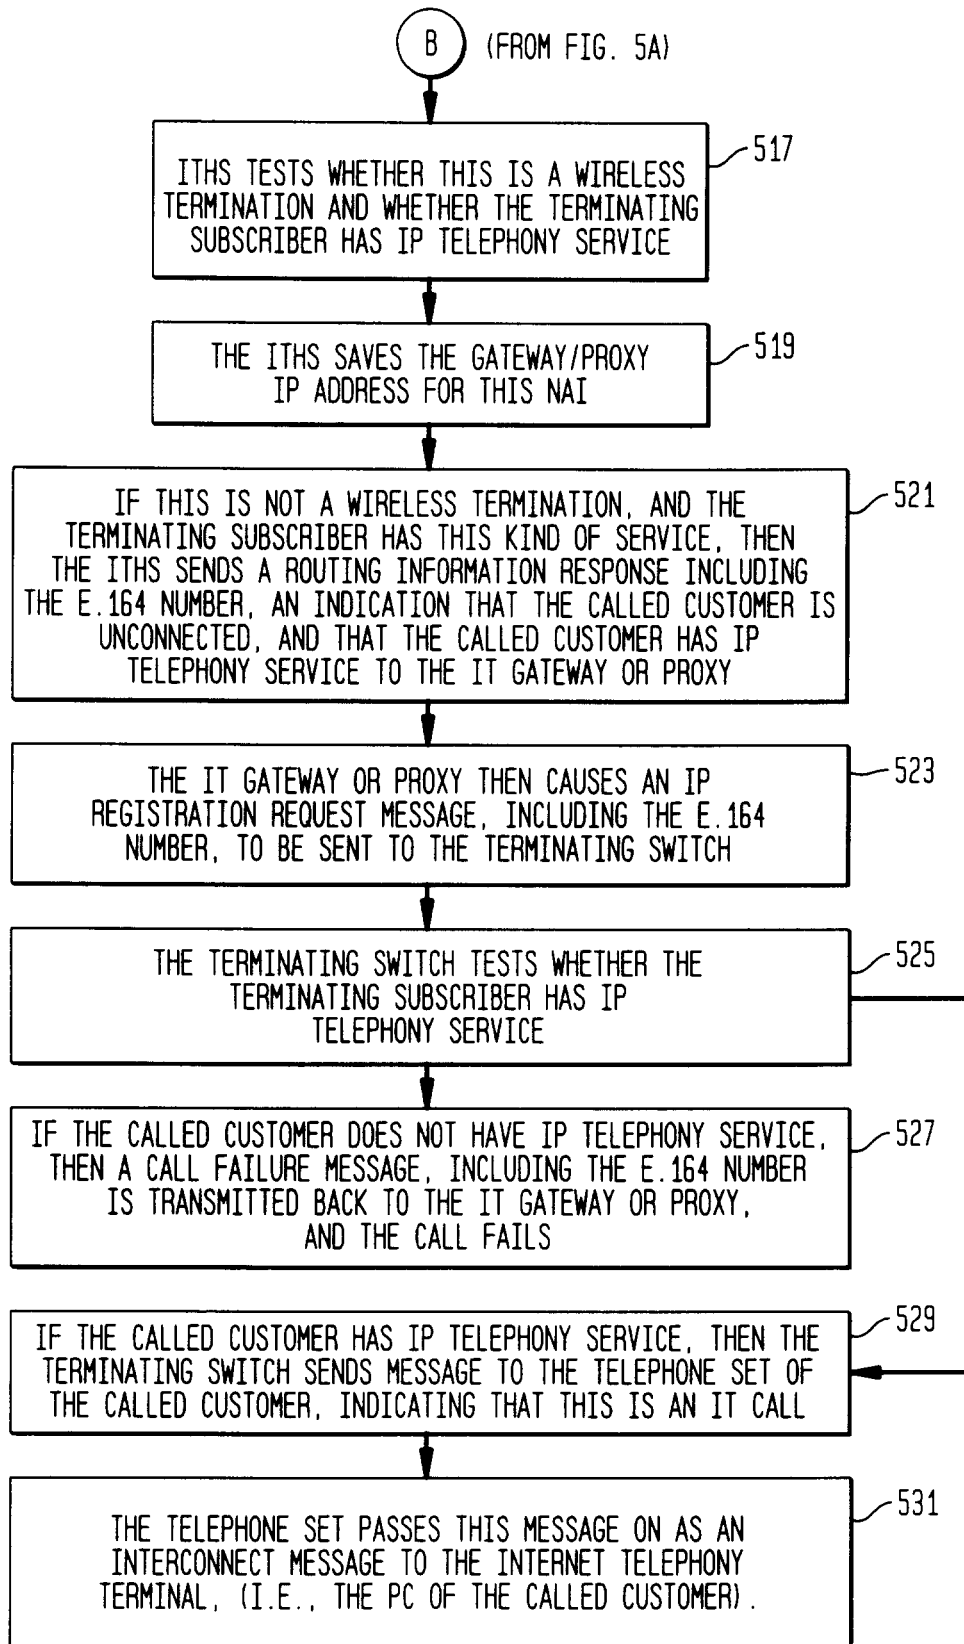 B (FROM FIG. 5A)
517
ITHS TESTS WHETHER THIS IS A WIRELESS
TERMINATION AND WHETHER THE TERMINATING
SUBSCRIBER HAS IP TELEPHONY SERVICE
519
THE ITHS SAVES THE GATEWAY/PROXY
IP ADDRESS FOR THIS NAI
521
IF THIS IS NOT A WIRELESS TERMINATION, AND THE
TERMINATING SUBSCRIBER HAS THIS KIND OF SERVICE, THEN
THE ITHS SENDS A ROUTING INFORMATION RESPONSE INCLUDING
THE E.164 NUMBER, AN INDICATION THAT THE CALLED CUSTOMER IS
UNCONNECTED, AND THAT THE CALLED CUSTOMER HAS IP
TELEPHONY SERVICE TO THE IT GATEWAY OR PROXY
523
THE IT GATEWAY OR PROXY THEN CAUSES AN IP
REGISTRATION REQUEST MESSAGE, INCLUDING THE E.164
NUMBER, TO BE SENT TO THE TERMINATING SWITCH
525
THE TERMINATING SWITCH TESTS WHETHER THE
TERMINATING SUBSCRIBER HAS IP
TELEPHONY SERVICE
527
IF THE CALLED CUSTOMER DOES NOT HAVE IP TELEPHONY SERVICE,
THEN A CALL FAILURE MESSAGE, INCLUDING THE E.164 NUMBER
IS TRANSMITTED BACK TO THE IT GATEWAY OR PROXY,
AND THE CALL FAILS
529
IF THE CALLED CUSTOMER HAS IP TELEPHONY SERVICE, THEN THE
TERMINATING SWITCH SENDS MESSAGE TO THE TELEPHONE SET OF
THE CALLED CUSTOMER, INDICATING THAT THIS IS AN IT CALL
531
THE TELEPHONE SET PASSES THIS MESSAGE ON AS AN
INTERCONNECT MESSAGE TO THE INTERNET TELEPHONY
TERMINAL, (I.E., THE PC OF THE CALLED CUSTOMER).